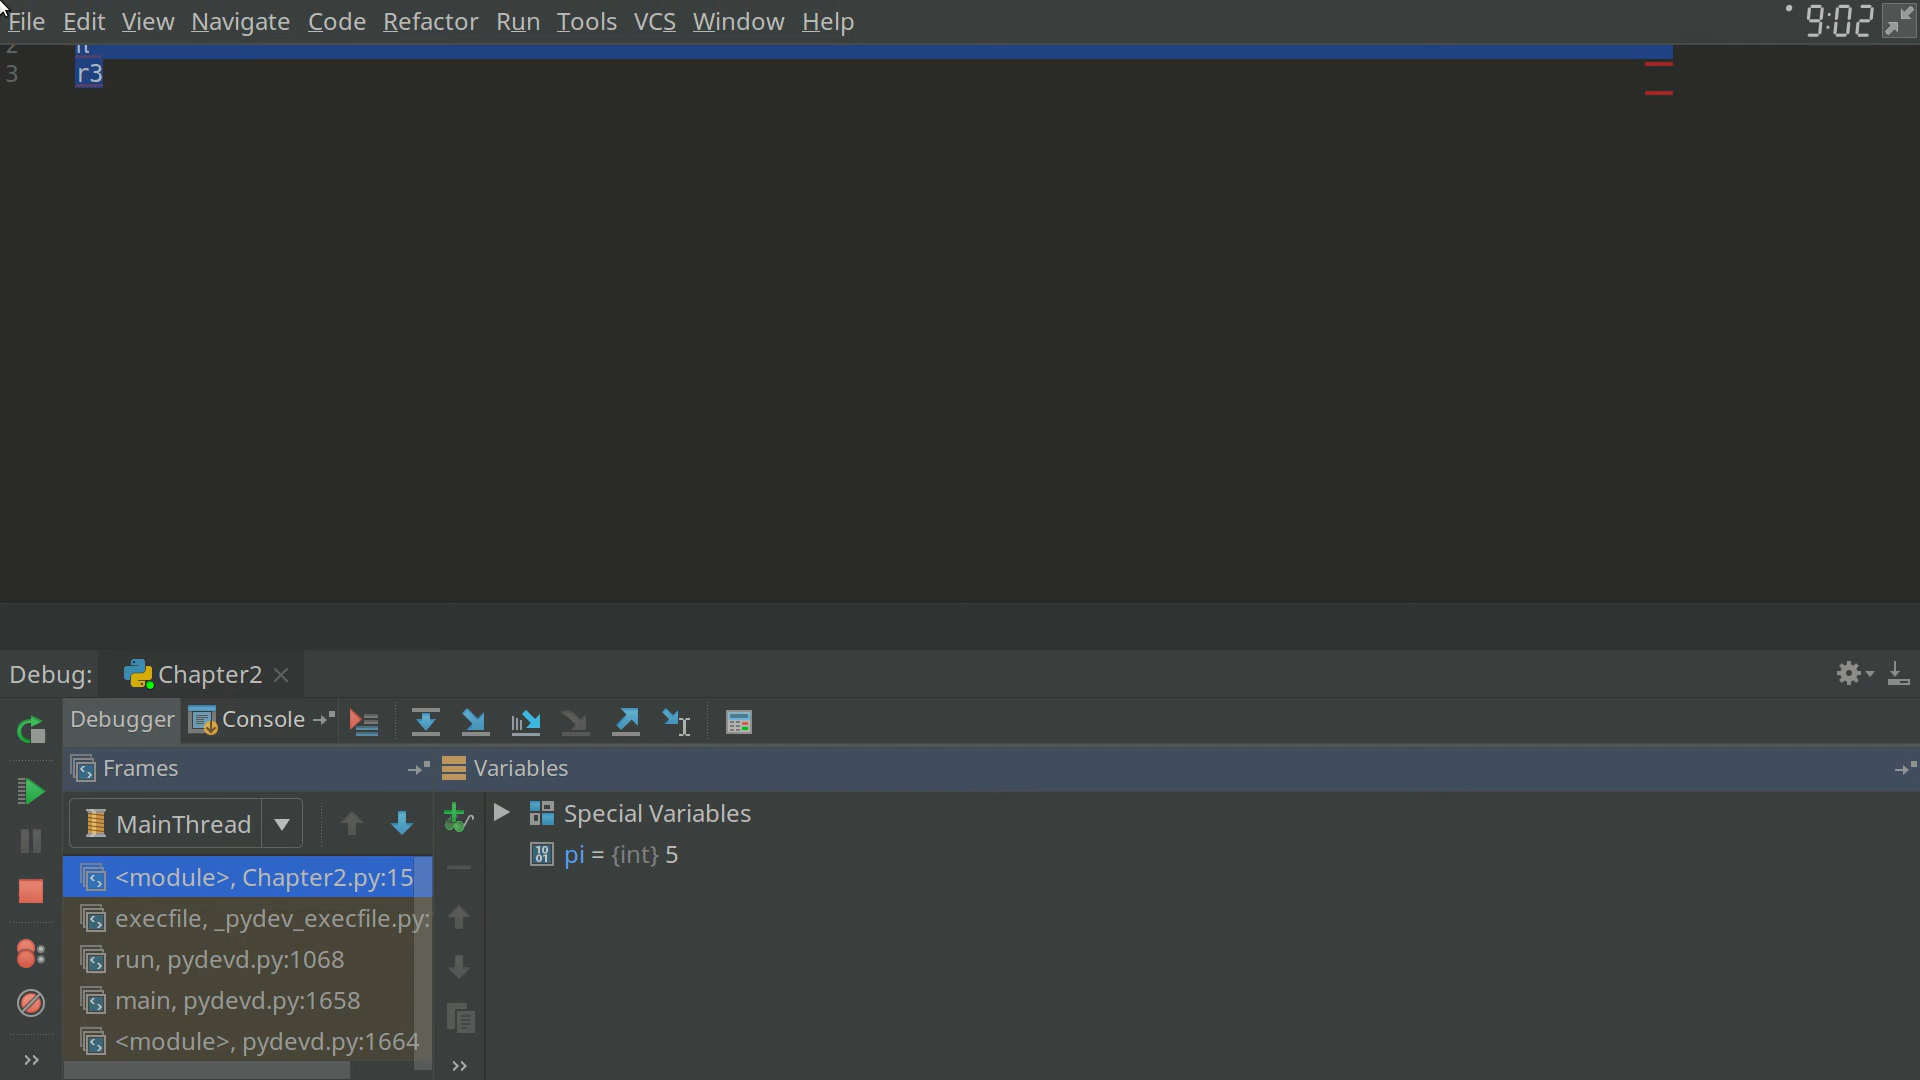 File Edit View Navigate Code Refactor Run Tools VCS Window Help 9:02
2
3 r3
Debug: Chapter2
Debugger Console
Frames Variables
MainThread
Special Variables
pi = {int} 5
<module>, Chapter2.py:15
execfile, _pydev_execfile.py:
run, pydevd.py:1068
main, pydevd.py:1658
<module>, pydevd.py:1664